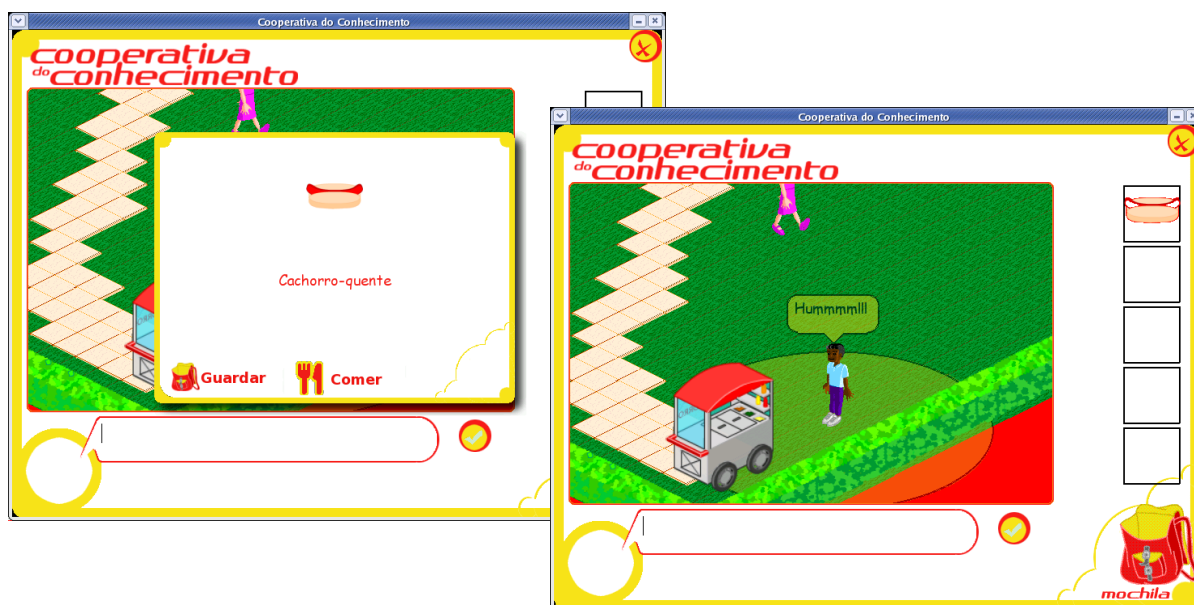 Cooperativa do Conhecimento
cooperativa
do conhecimento
Cachorro-quente
Guardar
Comer
Cooperativa do Conhecimento
cooperativa
do conhecimento
Hummmmlll
mochila